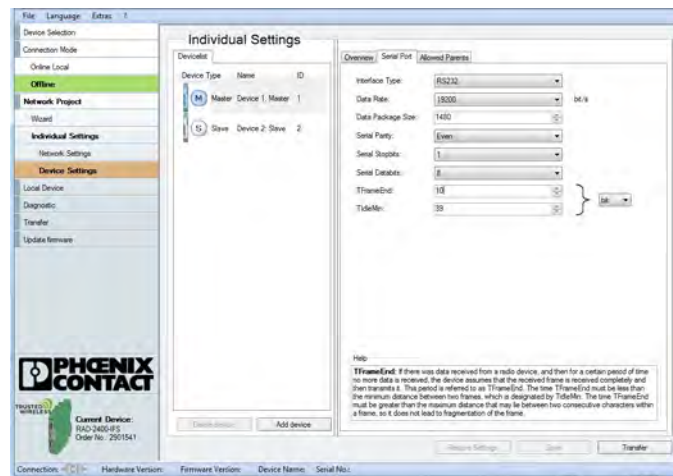 File Language Extras ?
Device Selection
Connection Mode
Online Local
Offline
Network Project
Wizard
Individual Settings
Network Settings
Device Settings
Local Device
Diagnostic
Transfer
Update firmware
PHŒNIX
CONTACT
TRUSTED
WIRELESS
Current Device:
RAD-2400-IFS
Order No.: 2901541
Individual Settings
Devicelist
Device Type Name ID
M Master Device 1, Master 1
S Slave Device 2: Slave 2
Add device
Overview Serial Port Allowed Parents
Interface Type: RS232
Data Rate: 19200 bit/s
Data Package Size: 1480
Serial Parity: Even
Serial Stopbits: 1
Serial Databits: 8
TFrameEnd: 10
TIdleMin: 39
bit
Help
TFrameEnd: If there was data received from a radio device, and then for a certain period of time
no more data is received, the device assumes that the received frame is received completely and
then transmits it. This period is referred to as TFrameEnd. The time TFrameEnd must be less than
the minimum distance between two frames, which is designated by TIdleMin. The time TFrameEnd
must be greater than the maximum distance that may lie between two consecutive characters within
a frame, so it does not lead to fragmentation of the frame.
Restore Settings Save Transfer
Connection: Hardware Version: Firmware Version: Device Name: Serial No.: